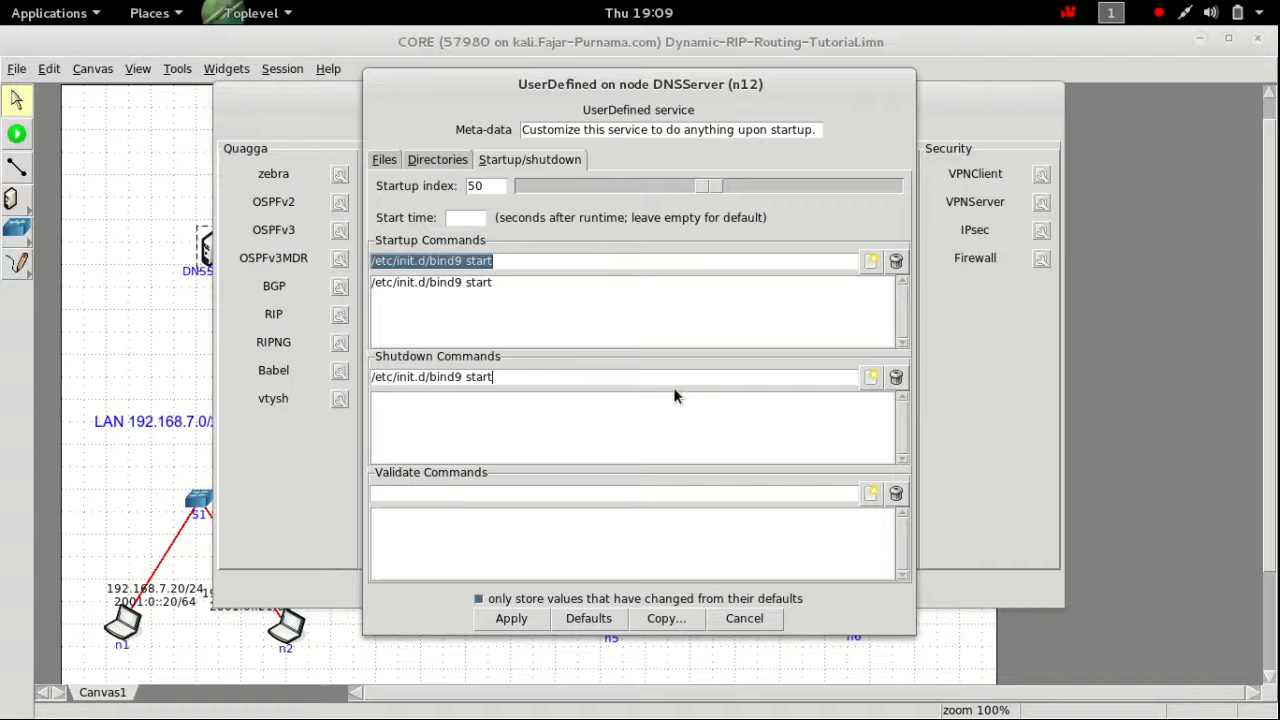 Applications Places Toplevel Thu 19:09 1
CORE (57980 on kali.Fajar-Purnama.com) Dynamic-RIP-Routing-TutoriaLimn
File Edit Canvas View Tools Widgets Session Help
UserDefined on node DNSServer (n12)
UserDefined service
Meta-data Customize this service to do anything upon startup.
Files Directories Startup/shutdown
Startup index: 50
Start time: (seconds after runtime; leave empty for default)
Startup Commands
/etc/init.d/bind9 start
/etc/init.d/bind9 start
Shutdown Commands
/etc/init.d/bind9 start
Validate Commands
only store values that have changed from their defaults
Apply Defaults Copy... Cancel
Quagga
zebra
OSPFv2
OSPFv3
OSPFv3MDR
BGP
RIP
RIPNG
Babel
vtysh
Security
VPNClient
VPNServer
IPsec
Firewall
DNSS
LAN 192.168.7.0/
S1
192.168.7.20/24
2001:0::20/64
n1
n2
n5
n6
Canvas1
zoom 100%